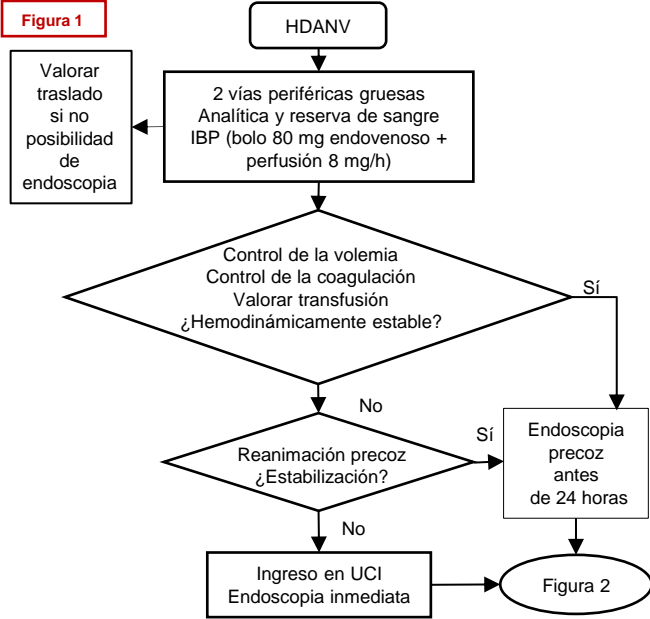 Figura 1
HDANV
Valorar
traslado
si no
posibilidad
de
endoscopia
2 vías periféricas gruesas
Analítica y reserva de sangre
IBP (bolo 80 mg endovenoso +
perfusión 8 mg/h)
Control de la volemia
Control de la coagulación
Valorar transfusión
¿Hemodinámicamente estable?
Sí
No
Reanimación precoz
¿Estabilización?
Sí
Endoscopia
precoz
antes
de 24 horas
No
Ingreso en UCI
Endoscopia inmediata
Figura 2